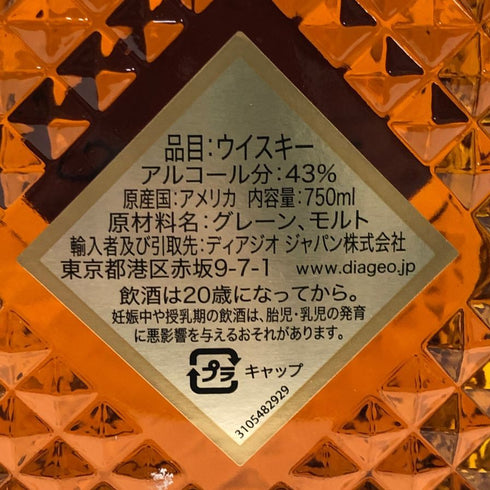 品目:ウイスキー
アルコール分:43%
原産国:アメリカ 内容量:750ml
原材料名:グレーン、モルト
輸入者及び引取先:ディアジオ ジャパン株式会社
東京都港区赤坂9-7-1 www.diageo.jp
飲酒は20歳になってから。
妊娠中や授乳期の飲酒は、胎児・乳児の発育
に悪影響を与えるおそれがあります。
プラ キャップ
3105482929